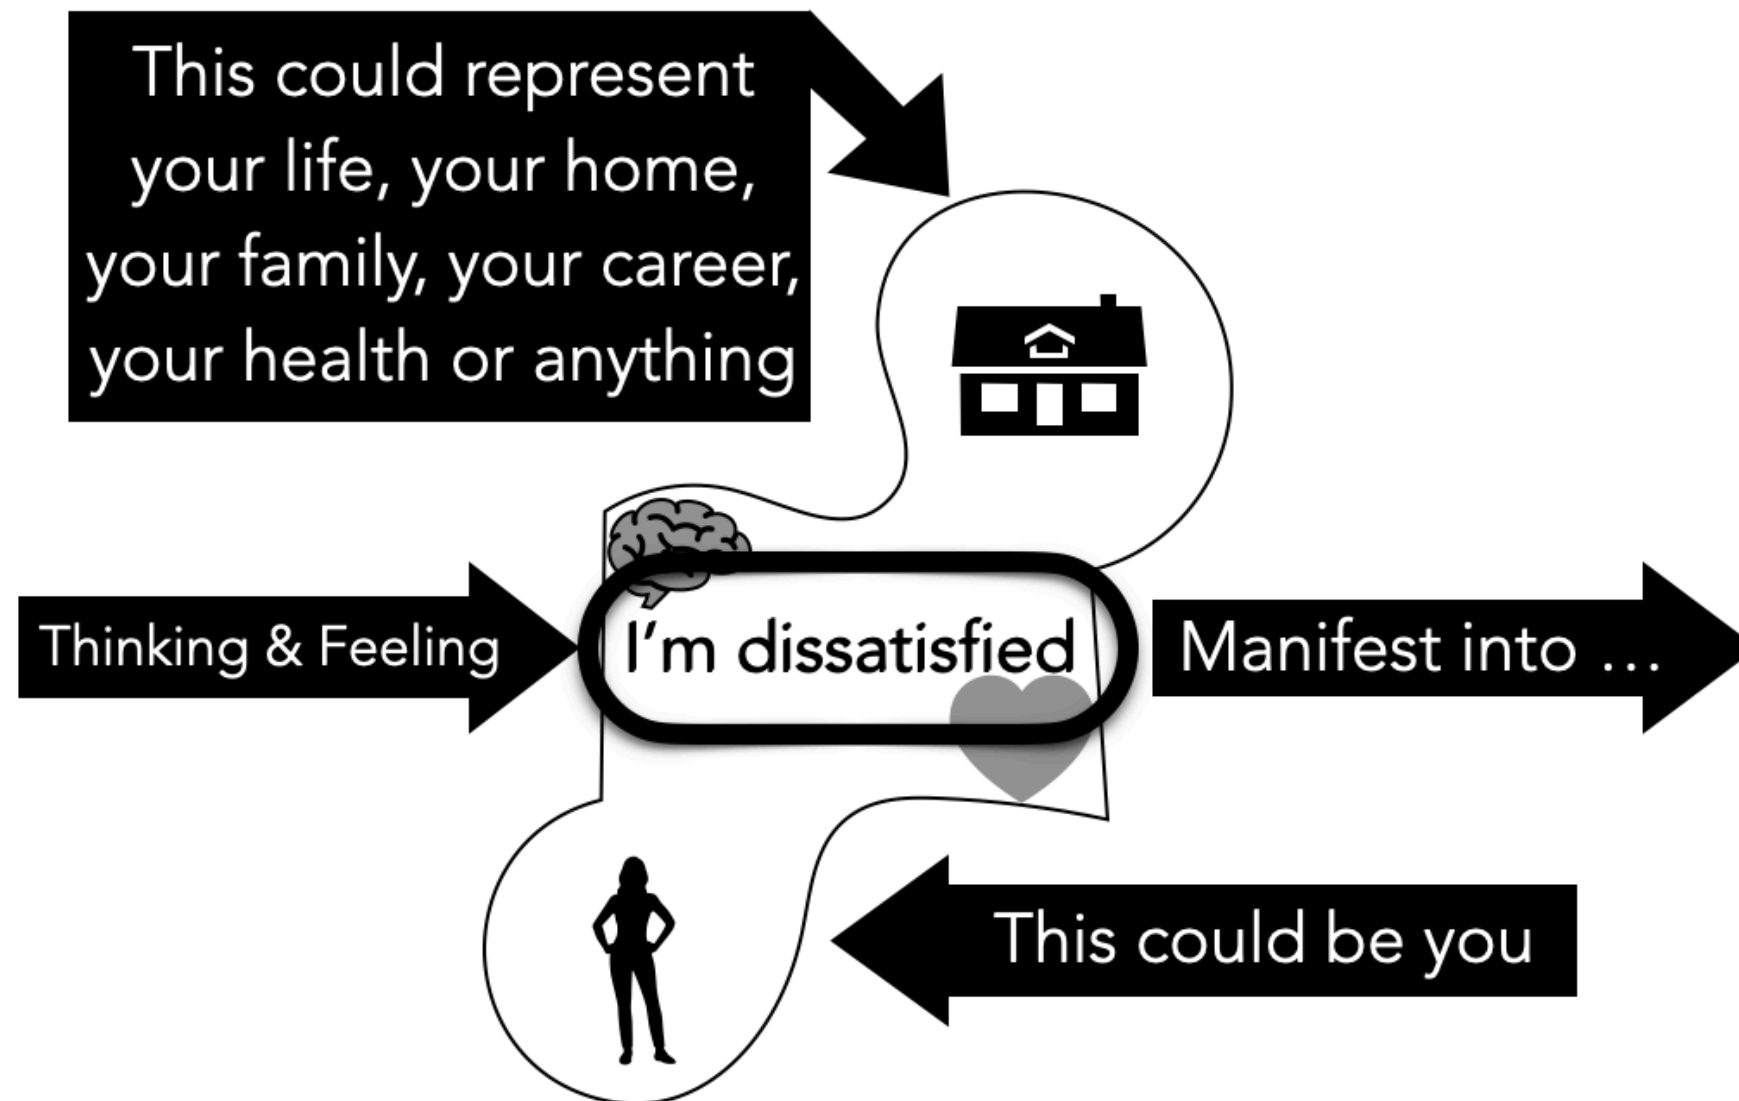 This could represent
your life, your home,
your family, your career,
your health or anything
Thinking & Feeling
I’m dissatisfied
Manifest into ...
This could be you